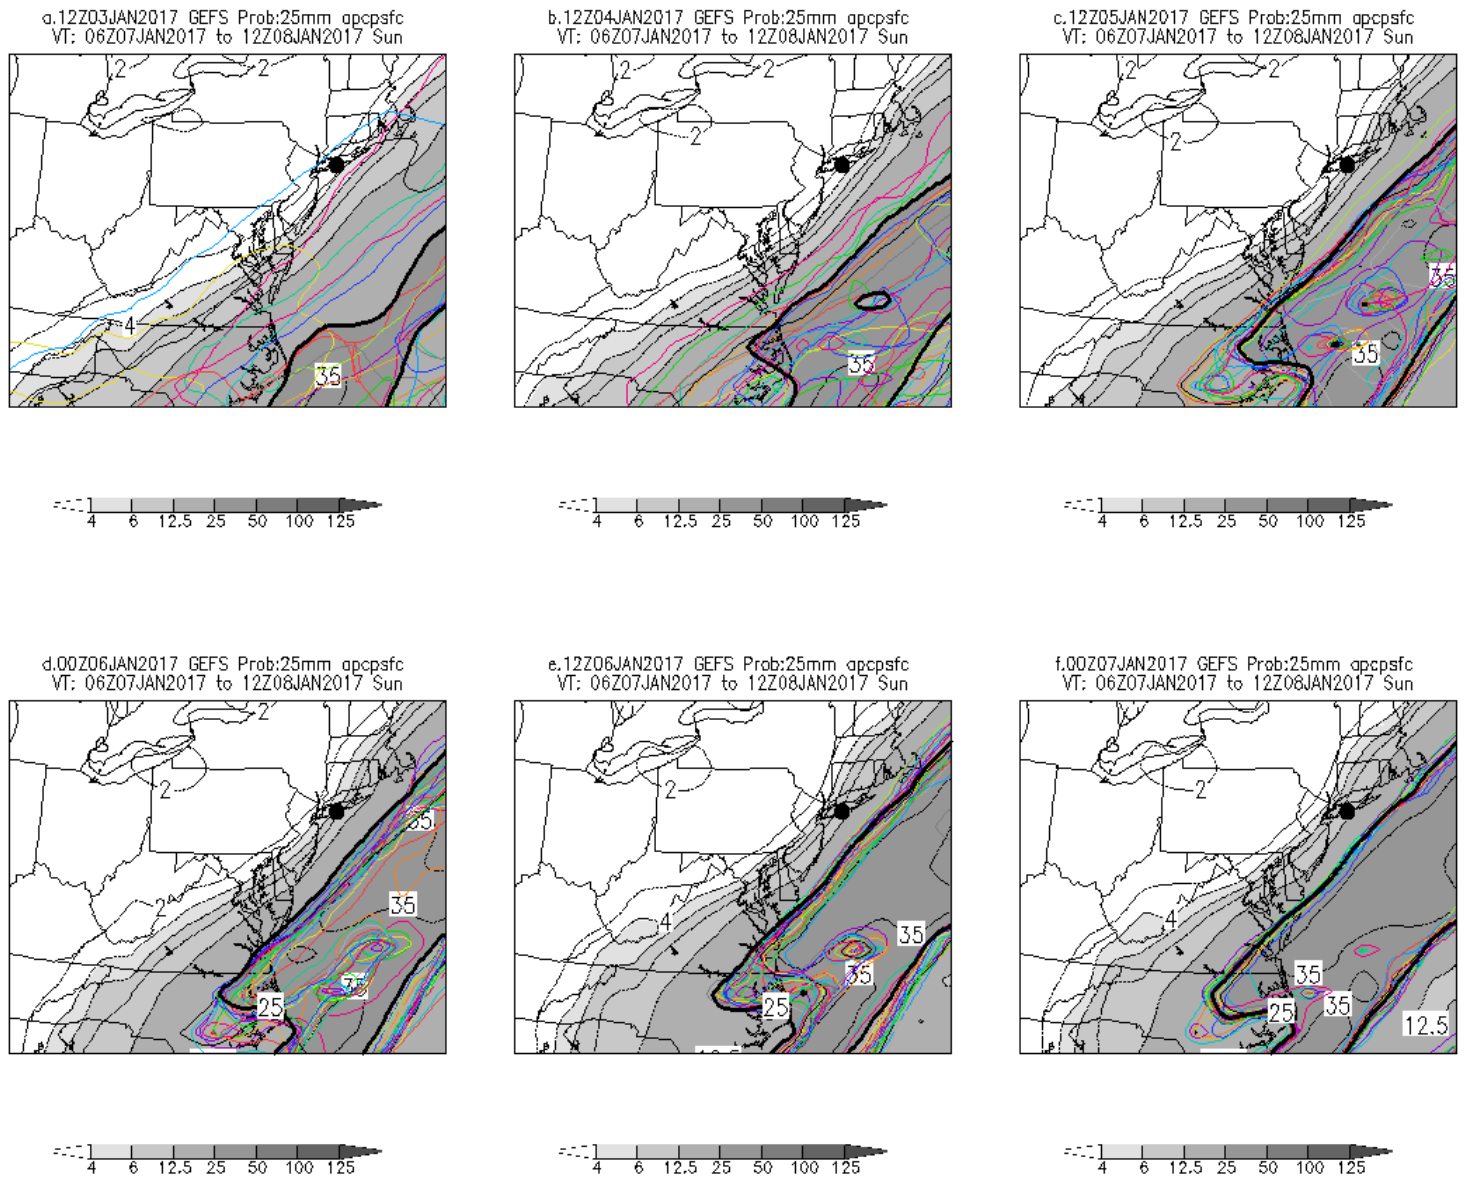 a.12Z03JAN2017 GEFS Prob:25mm apcpsfc
VT: 06Z07JAN2017 to 12Z08JAN2017 Sun
2
2
4
35
4 6 12.5 25 50 100 125
b.12Z04JAN2017 GEFS Prob:25mm apcpsfc
VT: 06Z07JAN2017 to 12Z08JAN2017 Sun
2
2
2
35
4 6 12.5 25 50 100 125
c.12Z05JAN2017 GEFS Prob:25mm apcpsfc
VT: 06Z07JAN2017 to 12Z08JAN2017 Sun
2
2
2
35
35
4 6 12.5 25 50 100 125
d.00Z06JAN2017 GEFS Prob:25mm apcpsfc
VT: 06Z07JAN2017 to 12Z08JAN2017 Sun
2
2
35
35
2
25
4 6 12.5 25 50 100 125
e.12Z06JAN2017 GEFS Prob:25mm apcpsfc
VT: 06Z07JAN2017 to 12Z08JAN2017 Sun
2
4
35
35
25
4 6 12.5 25 50 100 125
f.00Z07JAN2017 GEFS Prob:25mm apcpsfc
VT: 06Z07JAN2017 to 12Z08JAN2017 Sun
2
4
35
35
25
12.5
4 6 12.5 25 50 100 125